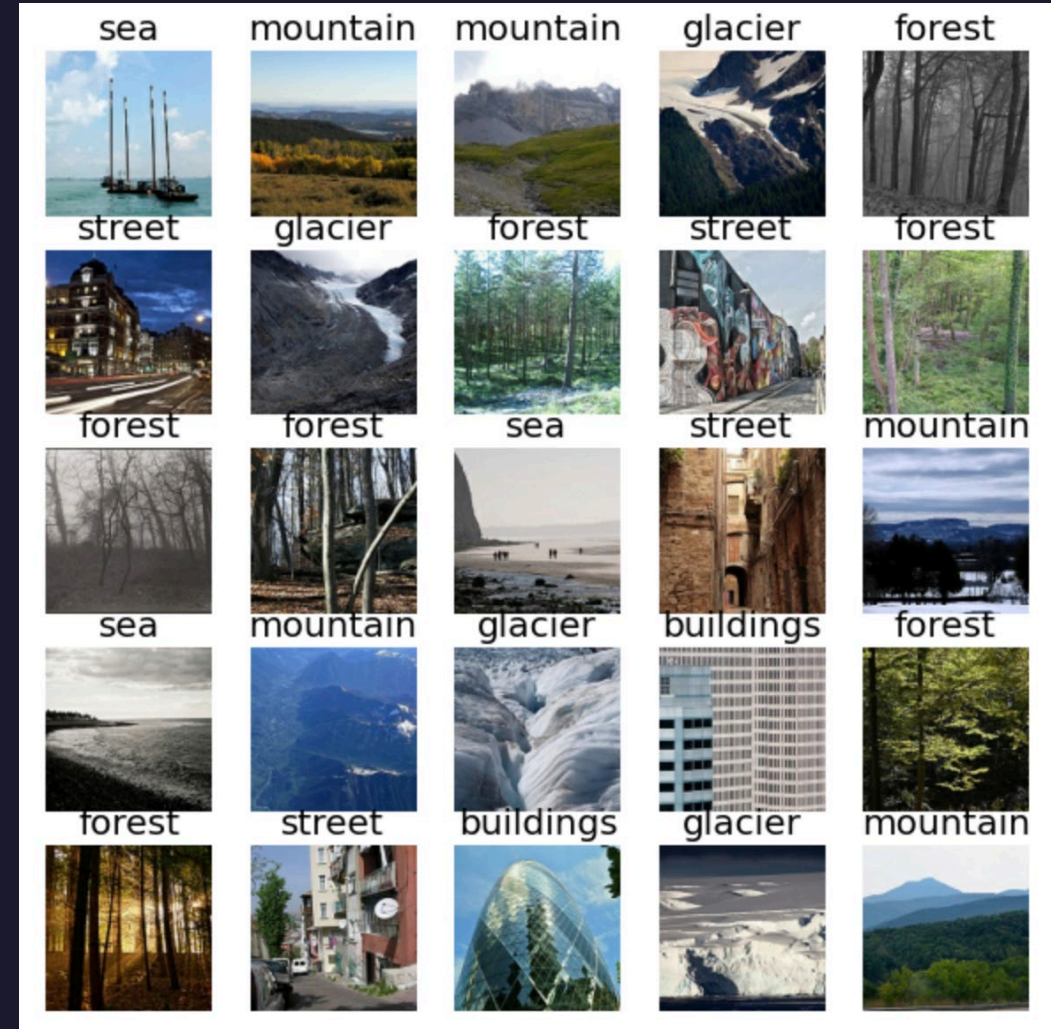 sea mountain mountain glacier forest
street glacier forest street forest
forest forest sea street mountain
sea mountain glacier buildings forest
forest street buildings glacier mountain